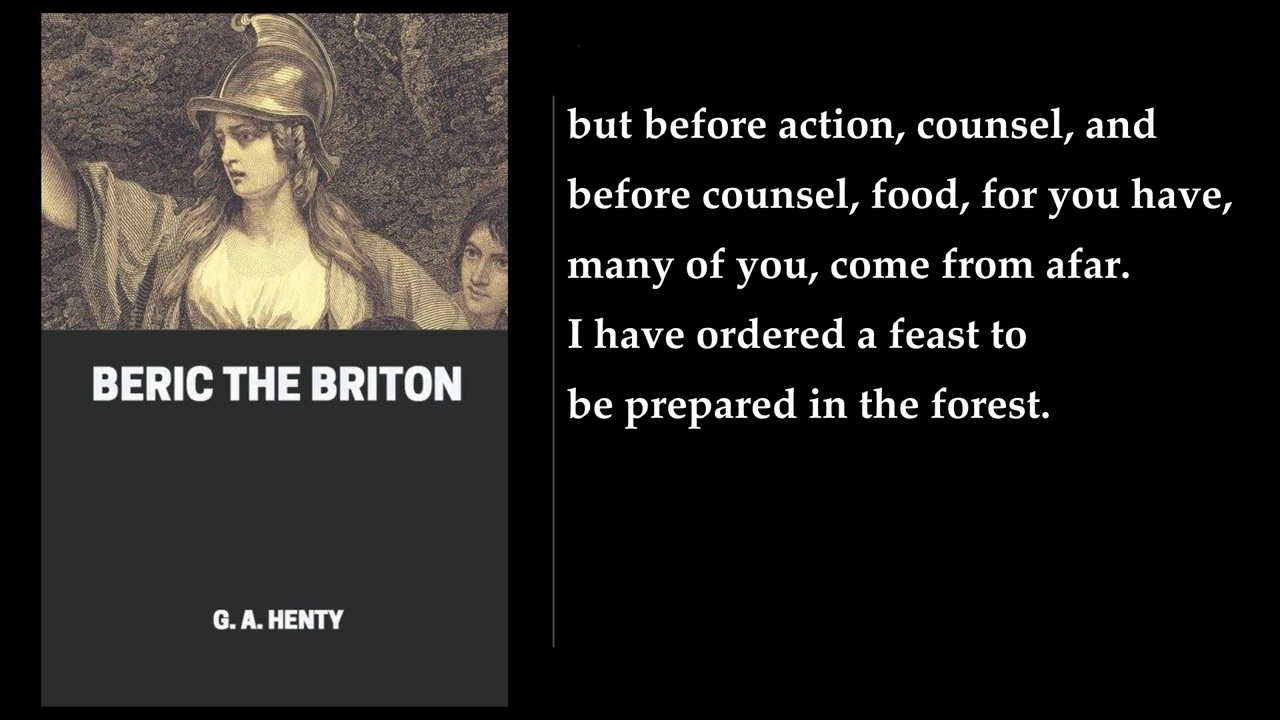 BERIC THE BRITON
G. A. HENTY
but before action, counsel, and
before counsel, food, for you have,
many of you, come from afar.
I have ordered a feast to
be prepared in the forest.